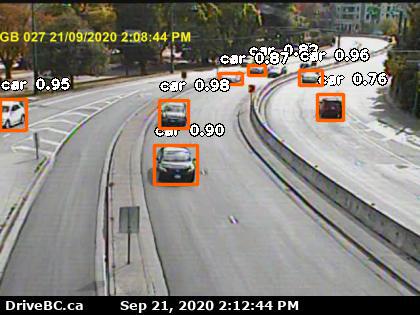 GB 027 21/09/2020 2:08:44 PM
car 0.87
car 0.96
car 0.76
car 0.95
car 0.98
car 0.90
DriveBC.ca Sep 21, 2020 2:12:44 PM